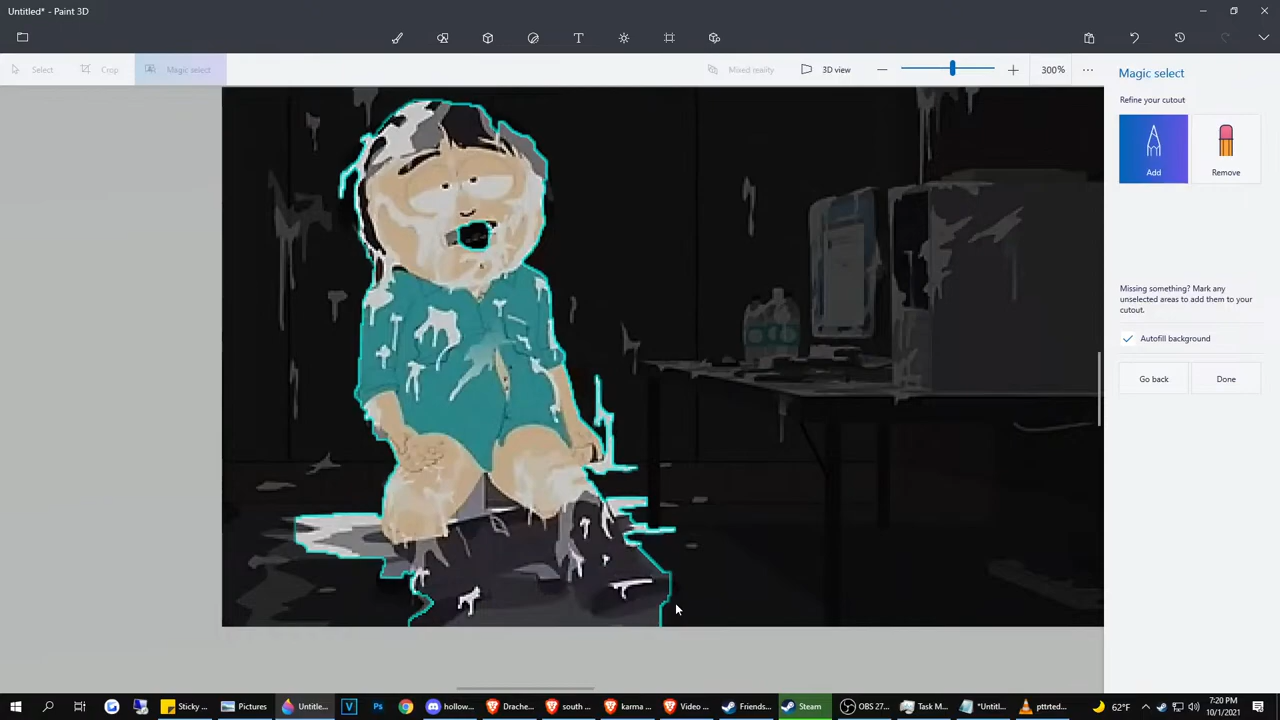 Untitled* - Paint 3D
Select
Crop
Magic select
Mixed reality
3D view
300%
Magic select
Refine your cutout
Add
Remove
Missing something? Mark any
unselected areas to add them to your
cutout.
Autofill background
Go back
Done
Sticky ...
Pictures
Untitle...
hollow...
Drache...
south ...
karma ...
Video ...
Friends...
Steam
OBS 27....
Task M...
*Untitl...
pttrted...
62°F
7:20 PM
10/1/2021